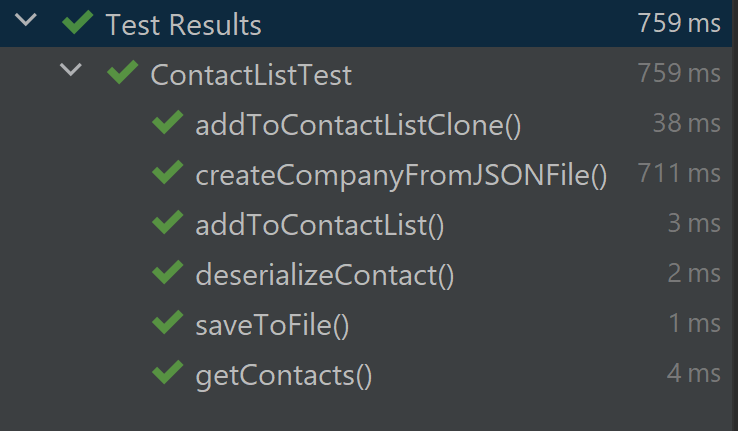 Test Results 759 ms
ContactListTest 759 ms
addToContactListClone() 38 ms
createCompanyFromJSONFile() 711 ms
addToContactList() 3 ms
deserializeContact() 2 ms
saveToFile() 1 ms
getContacts() 4 ms